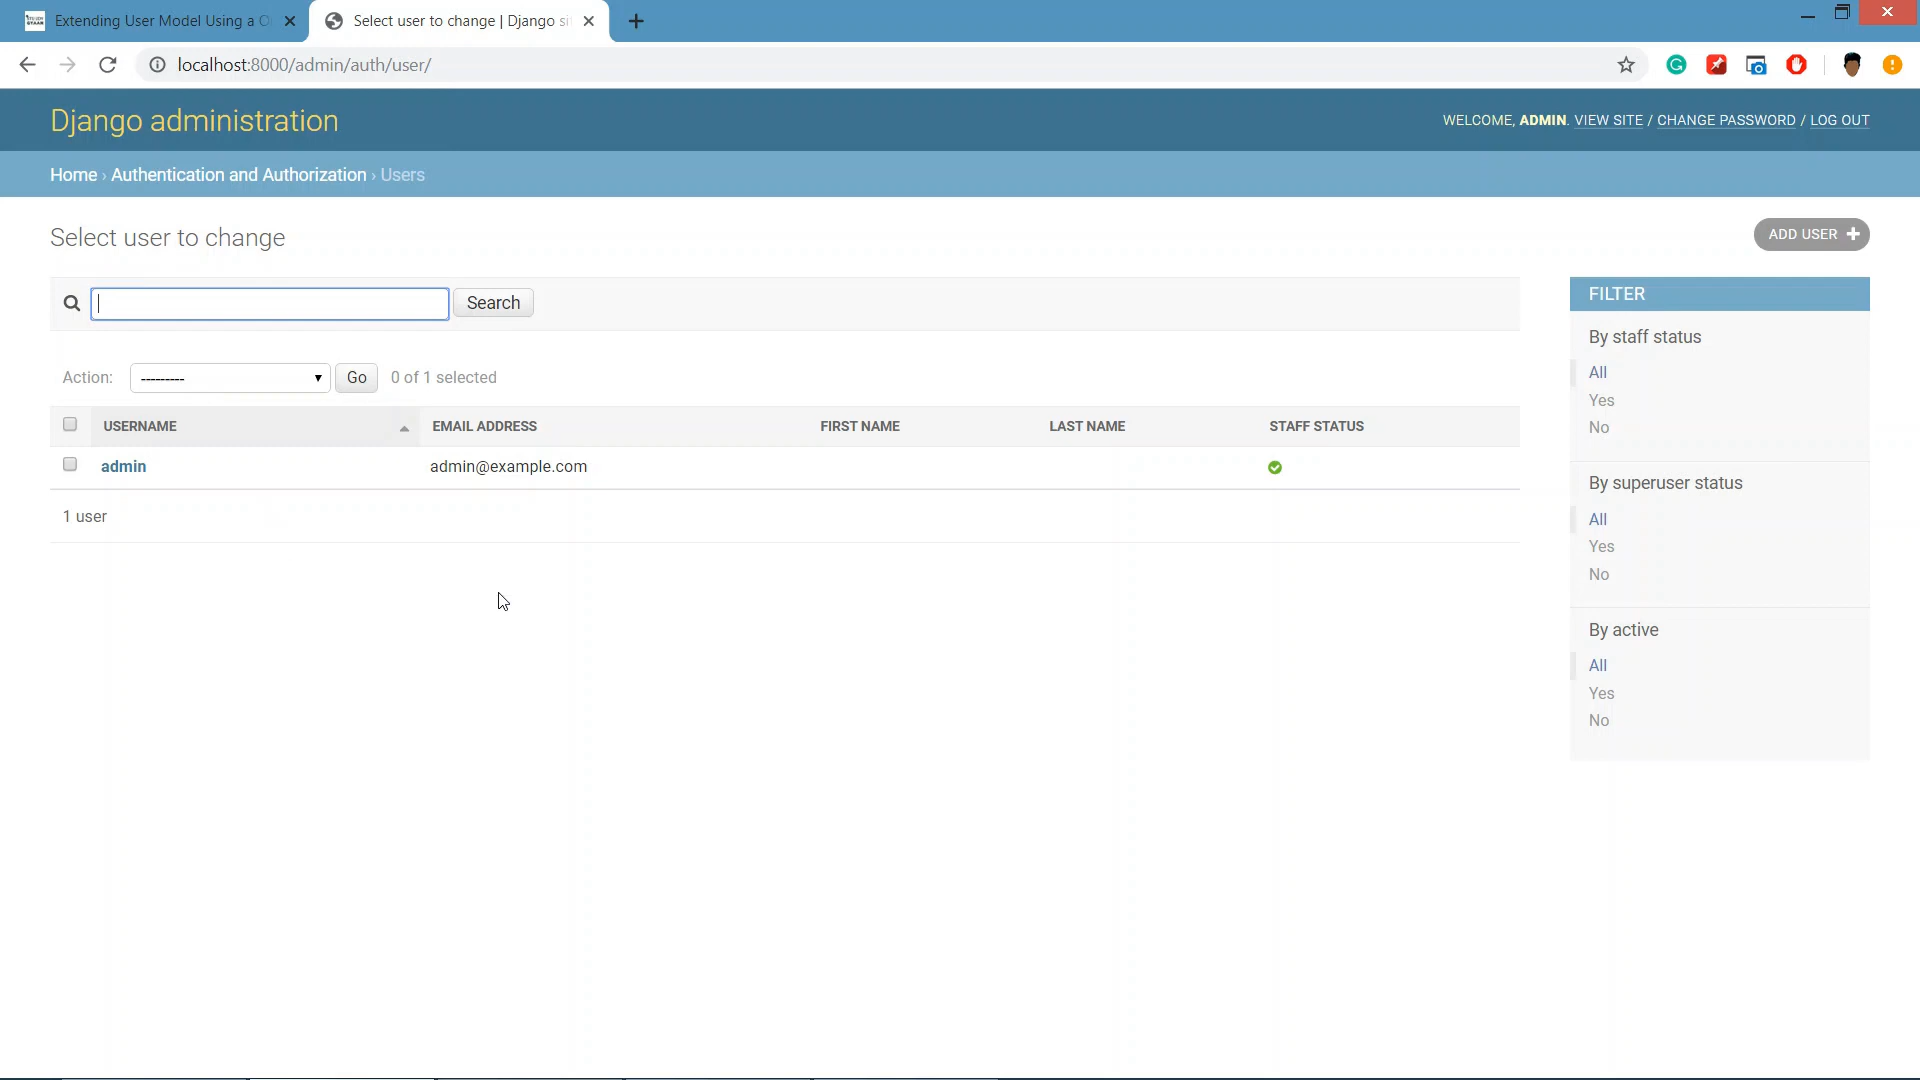 Extending User Model Using a O
Select user to change | Django si
localhost:8000/admin/auth/user/
Django administration
WELCOME, ADMIN. VIEW SITE / CHANGE PASSWORD / LOG OUT
Home › Authentication and Authorization › Users
Select user to change
ADD USER
Search
Action: --------- Go 0 of 1 selected
USERNAME EMAIL ADDRESS FIRST NAME LAST NAME STAFF STATUS
admin admin@example.com
1 user
FILTER
By staff status
All
Yes
No
By superuser status
All
Yes
No
By active
All
Yes
No